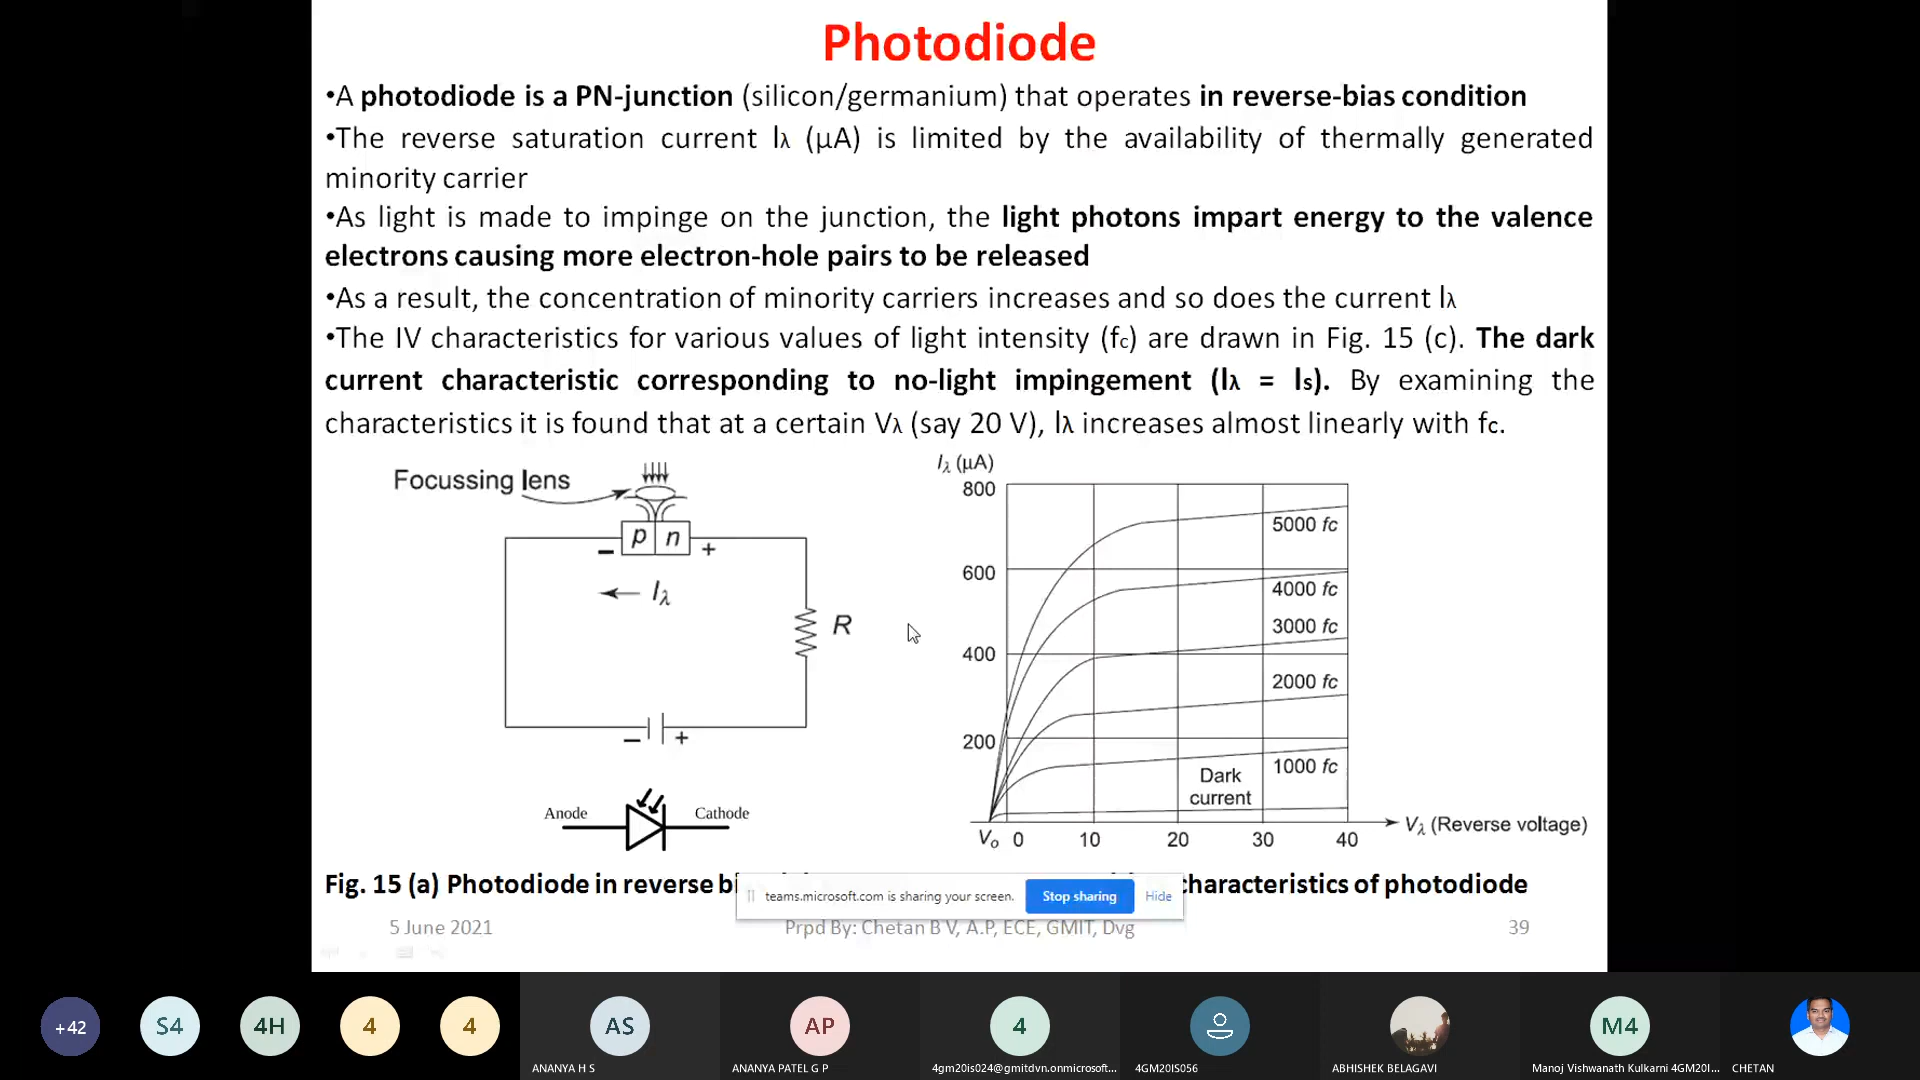 Photodiode
•A photodiode is a PN-junction (silicon/germanium) that operates in reverse-bias condition
•The reverse saturation current Iλ (µA) is limited by the availability of thermally generated
minority carrier
•As light is made to impinge on the junction, the light photons impart energy to the valence
electrons causing more electron-hole pairs to be released
•As a result, the concentration of minority carriers increases and so does the current Iλ
•The IV characteristics for various values of light intensity (fc) are drawn in Fig. 15 (c). The dark
current characteristic corresponding to no-light impingement (Iλ = Is). By examining the
characteristics it is found that at a certain Vλ (say 20 V), Iλ increases almost linearly with fc.
Focussing lens
p n
− +
Iλ
R
− +
Anode Cathode
Iλ (µA)
800
600
400
200
5000 fc
4000 fc
3000 fc
2000 fc
1000 fc
Dark
current
Vo 0 10 20 30 40
Vλ (Reverse voltage)
Fig. 15 (a) Photodiode in reverse characteristics of photodiode
teams.microsoft.com is sharing your screen. Stop sharing Hide
5 June 2021 Prpd By: Chetan B V, A.P, ECE, GMIT, Dvg 39
+42 S4 4H 4 4 AS AP 4 M4
ANANYA H S ANANYA PATEL G P 4gm20is024@gmitdvn.onmicrosoft... 4GM20IS056 ABHISHEK BELAGAVI Manoj Vishwanath Kulkarni 4GM20I... CHETAN